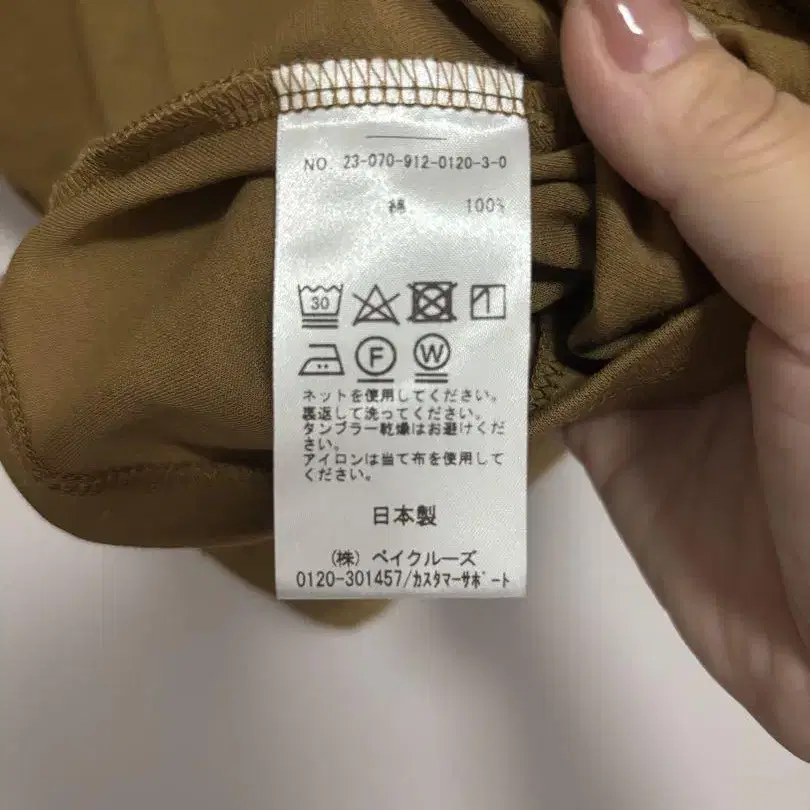 NO. 23-070-912-0120-3-0
綿 100%
30
F W
ネットを使用してください。
裏返して洗ってください。
タンブラー乾燥はお避けくだ
さい。
アイロンは当て布を使用して
ください。
日本製
(株) ベイクルーズ
0120-301457/カスタマーサポート